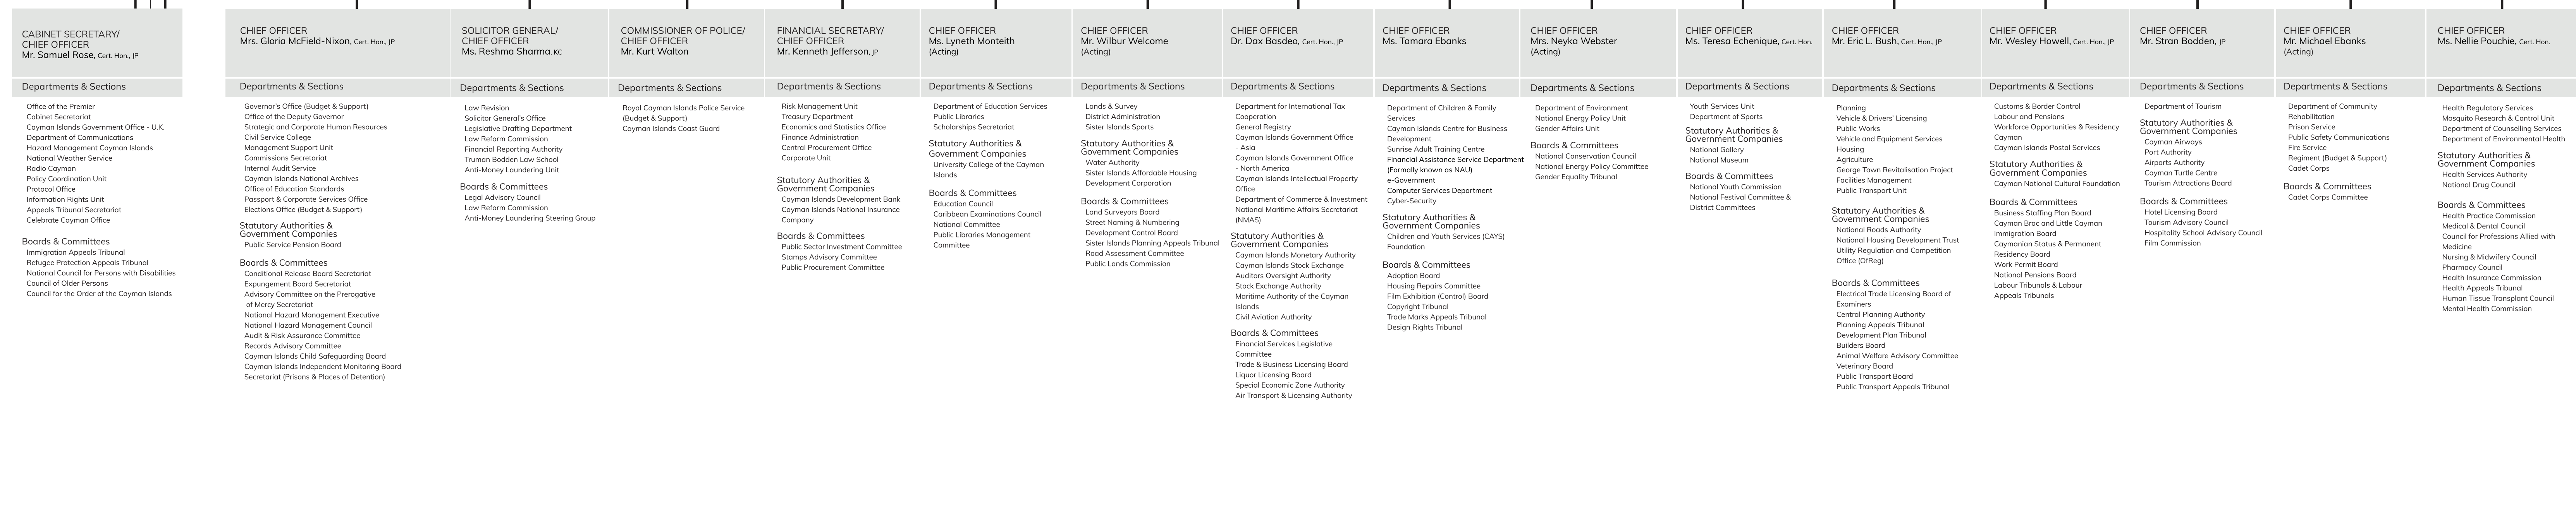 CABINET SECRETARY/
CHIEF OFFICER
Mr. Samuel Rose, Cert. Hon., JP
Departments & Sections
Office of the Premier
Cabinet Secretariat
Cayman Islands Government Office - U.K.
Department of Communications
Hazard Management Cayman Islands
National Weather Service
Radio Cayman
Policy Coordination Unit
Protocol Office
Information Rights Unit
Appeals Tribunal Secretariat
Celebrate Cayman Office
Boards & Committees
Immigration Appeals Tribunal
Refugee Protection Appeals Tribunal
National Council for Persons with Disabilities
Council of Older Persons
Council for the Order of the Cayman Islands
CHIEF OFFICER
Mrs. Gloria McField-Nixon, Cert. Hon., JP
Departments & Sections
Governor's Office (Budget & Support)
Office of the Deputy Governor
Strategic and Corporate Human Resources
Civil Service College
Management Support Unit
Commissions Secretariat
Internal Audit Service
Cayman Islands National Archives
Office of Education Standards
Passport & Corporate Services Office
Elections Office (Budget & Support)
Statutory Authorities &
Government Companies
Public Service Pension Board
Boards & Committees
Conditional Release Board Secretariat
Expungement Board Secretariat
Advisory Committee on the Prerogative
of Mercy Secretariat
National Hazard Management Executive
National Hazard Management Council
Audit & Risk Assurance Committee
Records Advisory Committee
Cayman Islands Child Safeguarding Board
Cayman Islands Independent Monitoring Board
Secretariat (Prisons & Places of Detention)
SOLICITOR GENERAL/
CHIEF OFFICER
Ms. Reshma Sharma, KC
Departments & Sections
Law Revision
Solicitor General's Office
Legislative Drafting Department
Law Reform Commission
Financial Reporting Authority
Truman Bodden Law School
Anti-Money Laundering Unit
Boards & Committees
Legal Advisory Council
Law Reform Commission
Anti-Money Laundering Steering Group
COMMISSIONER OF POLICE/
CHIEF OFFICER
Mr. Kurt Walton
Departments & Sections
Royal Cayman Islands Police Service
(Budget & Support)
Cayman Islands Coast Guard
FINANCIAL SECRETARY/
CHIEF OFFICER
Mr. Kenneth Jefferson, JP
Departments & Sections
Risk Management Unit
Treasury Department
Economics and Statistics Office
Finance Administration
Central Procurement Office
Corporate Unit
Statutory Authorities &
Government Companies
Cayman Islands Development Bank
Cayman Islands National Insurance
Company
Boards & Committees
Public Sector Investment Committee
Stamps Advisory Committee
Public Procurement Committee
CHIEF OFFICER
Ms. Lyneth Monteith
(Acting)
Departments & Sections
Department of Education Services
Public Libraries
Scholarships Secretariat
Statutory Authorities &
Government Companies
University College of the Cayman
Islands
Boards & Committees
Education Council
Caribbean Examinations Council
National Committee
Public Libraries Management
Committee
CHIEF OFFICER
Mr. Wilbur Welcome
(Acting)
Departments & Sections
Lands & Survey
District Administration
Sister Islands Sports
Statutory Authorities &
Government Companies
Water Authority
Sister Islands Affordable Housing
Development Corporation
Boards & Committees
Land Surveyors Board
Street Naming & Numbering
Development Control Board
Sister Islands Planning Appeals Tribunal
Road Assessment Committee
Public Lands Commission
CHIEF OFFICER
Dr. Dax Basdeo, Cert. Hon., JP
Departments & Sections
Department for International Tax
Cooperation
General Registry
Cayman Islands Government Office
- Asia
Cayman Islands Government Office
- North America
Cayman Islands Intellectual Property
Office
Department of Commerce & Investment
National Maritime Affairs Secretariat
(NMAS)
Statutory Authorities &
Government Companies
Cayman Islands Monetary Authority
Cayman Islands Stock Exchange
Auditors Oversight Authority
Stock Exchange Authority
Maritime Authority of the Cayman
Islands
Civil Aviation Authority
Boards & Committees
Financial Services Legislative
Committee
Trade & Business Licensing Board
Liquor Licensing Board
Special Economic Zone Authority
Air Transport & Licensing Authority
CHIEF OFFICER
Ms. Tamara Ebanks
Departments & Sections
Department of Children & Family
Services
Cayman Islands Centre for Business
Development
Sunrise Adult Training Centre
Financial Assistance Service Department
(Formally known as NAU)
e-Government
Computer Services Department
Cyber-Security
Statutory Authorities &
Government Companies
Children and Youth Services (CAYS)
Foundation
Boards & Committees
Adoption Board
Housing Repairs Committee
Film Exhibition (Control) Board
Copyright Tribunal
Trade Marks Appeals Tribunal
Design Rights Tribunal
CHIEF OFFICER
Mrs. Neyka Webster
(Acting)
Departments & Sections
Department of Environment
National Energy Policy Unit
Gender Affairs Unit
Boards & Committees
National Conservation Council
National Energy Policy Committee
Gender Equality Tribunal
CHIEF OFFICER
Ms. Teresa Echenique, Cert. Hon.
Departments & Sections
Youth Services Unit
Department of Sports
Statutory Authorities &
Government Companies
National Gallery
National Museum
Boards & Committees
National Youth Commission
National Festival Committee &
District Committees
CHIEF OFFICER
Mr. Eric L. Bush, Cert. Hon., JP
Departments & Sections
Planning
Vehicle & Drivers' Licensing
Public Works
Vehicle and Equipment Services
Housing
Agriculture
George Town Revitalisation Project
Facilities Management
Public Transport Unit
Statutory Authorities &
Government Companies
National Roads Authority
National Housing Development Trust
Utility Regulation and Competition
Office (OfReg)
Boards & Committees
Electrical Trade Licensing Board of
Examiners
Central Planning Authority
Planning Appeals Tribunal
Development Plan Tribunal
Builders Board
Animal Welfare Advisory Committee
Veterinary Board
Public Transport Board
Public Transport Appeals Tribunal
CHIEF OFFICER
Mr. Wesley Howell, Cert. Hon., JP
Departments & Sections
Customs & Border Control
Labour and Pensions
Workforce Opportunities & Residency
Cayman
Cayman Islands Postal Services
Statutory Authorities &
Government Companies
Cayman National Cultural Foundation
Boards & Committees
Business Staffing Plan Board
Cayman Brac and Little Cayman
Immigration Board
Caymanian Status & Permanent
Residency Board
Work Permit Board
National Pensions Board
Labour Tribunals & Labour
Appeals Tribunals
CHIEF OFFICER
Mr. Stran Bodden, JP
Departments & Sections
Department of Tourism
Statutory Authorities &
Government Companies
Cayman Airways
Port Authority
Airports Authority
Cayman Turtle Centre
Tourism Attractions Board
Boards & Committees
Hotel Licensing Board
Tourism Advisory Council
Hospitality School Advisory Council
Film Commission
CHIEF OFFICER
Mr. Michael Ebanks
(Acting)
Departments & Sections
Department of Community
Rehabilitation
Prison Service
Public Safety Communications
Fire Service
Regiment (Budget & Support)
Cadet Corps
Boards & Committees
Cadet Corps Committee
CHIEF OFFICER
Ms. Nellie Pouchie, Cert. Hon.
Departments & Sections
Health Regulatory Services
Mosquito Research & Control Unit
Department of Counselling Services
Department of Environmental Health
Statutory Authorities &
Government Companies
Health Services Authority
National Drug Council
Boards & Committees
Health Practice Commission
Medical & Dental Council
Council for Professions Allied with
Medicine
Nursing & Midwifery Council
Pharmacy Council
Health Insurance Commission
Health Appeals Tribunal
Human Tissue Transplant Council
Mental Health Commission